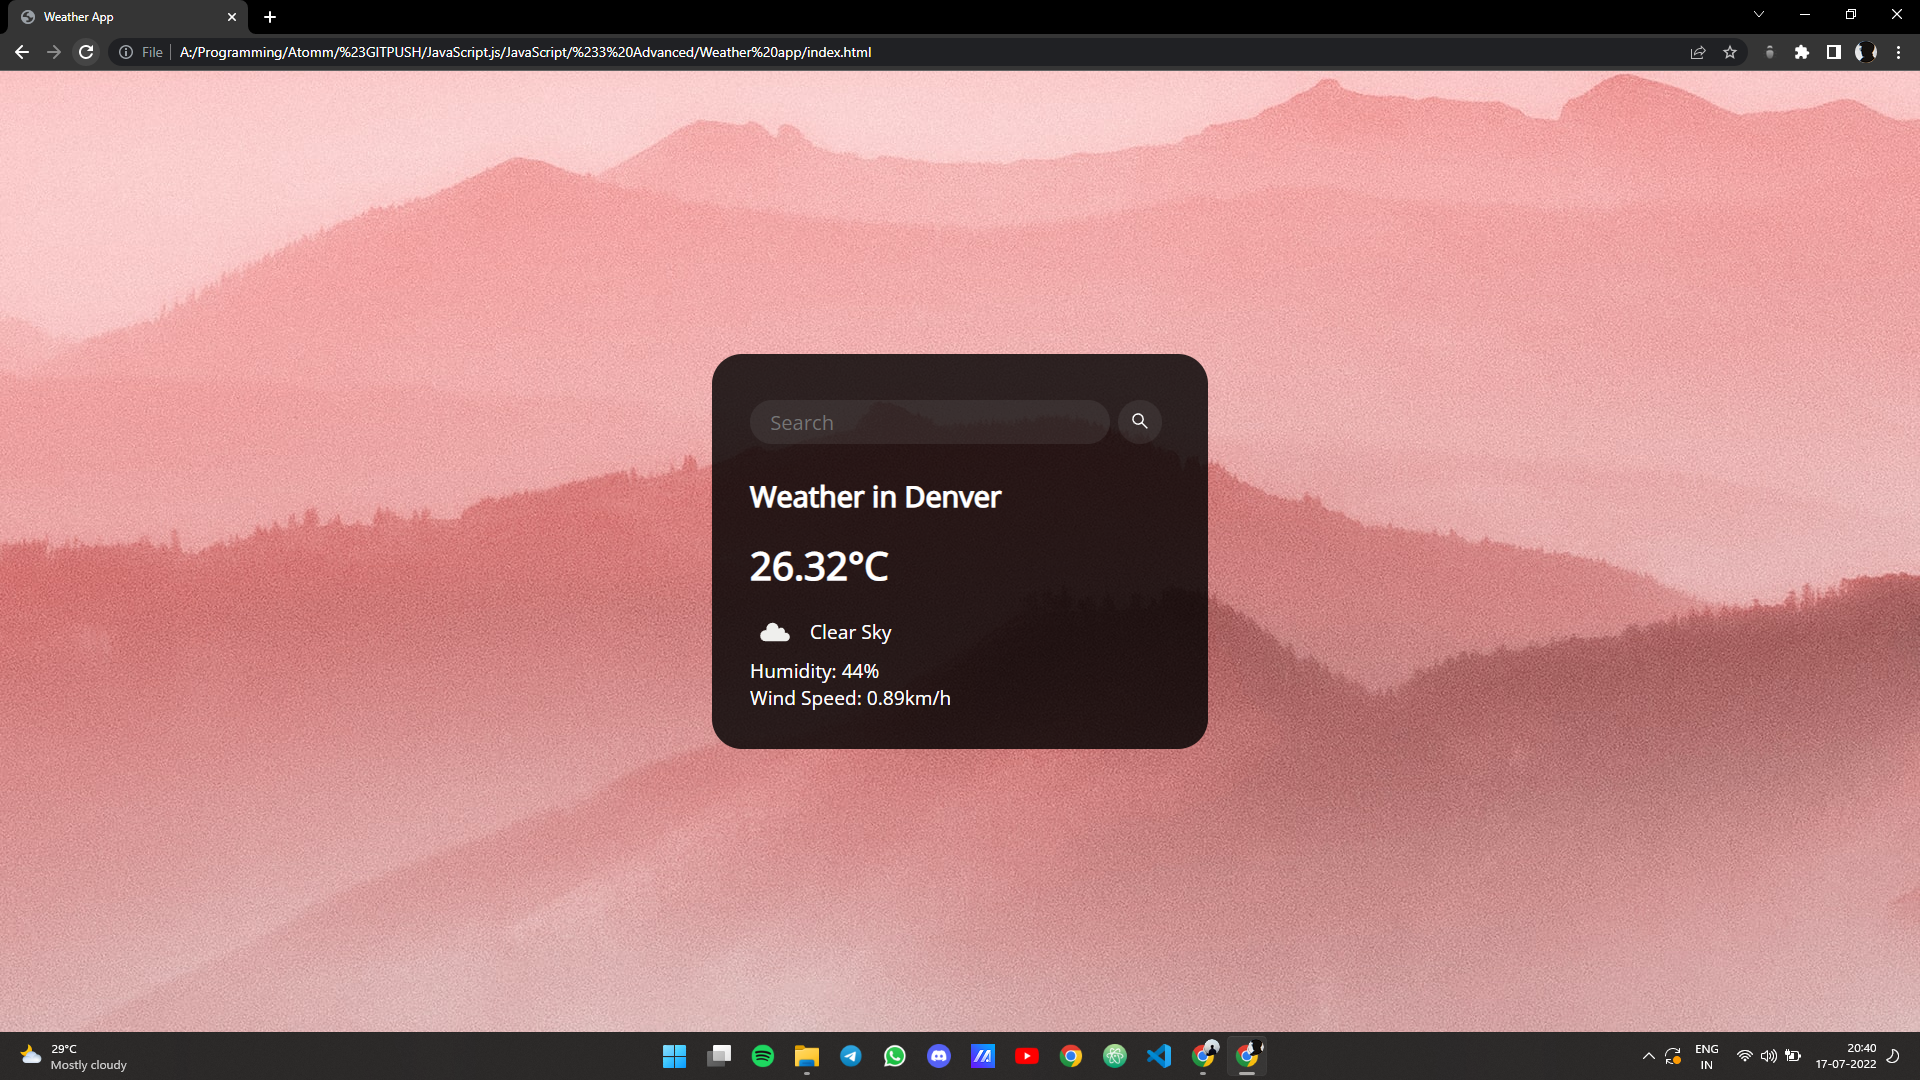 Weather App
File
A:/Programming/Atomm/%23GITPUSH/JavaScript.js/JavaScript/%233%20Advanced/Weather%20app/index.html
Search
Weather in Denver
26.32°C
Clear Sky
Humidity: 44%
Wind Speed: 0.89km/h
29°C
Mostly cloudy
ENG
IN
20:40
17-07-2022